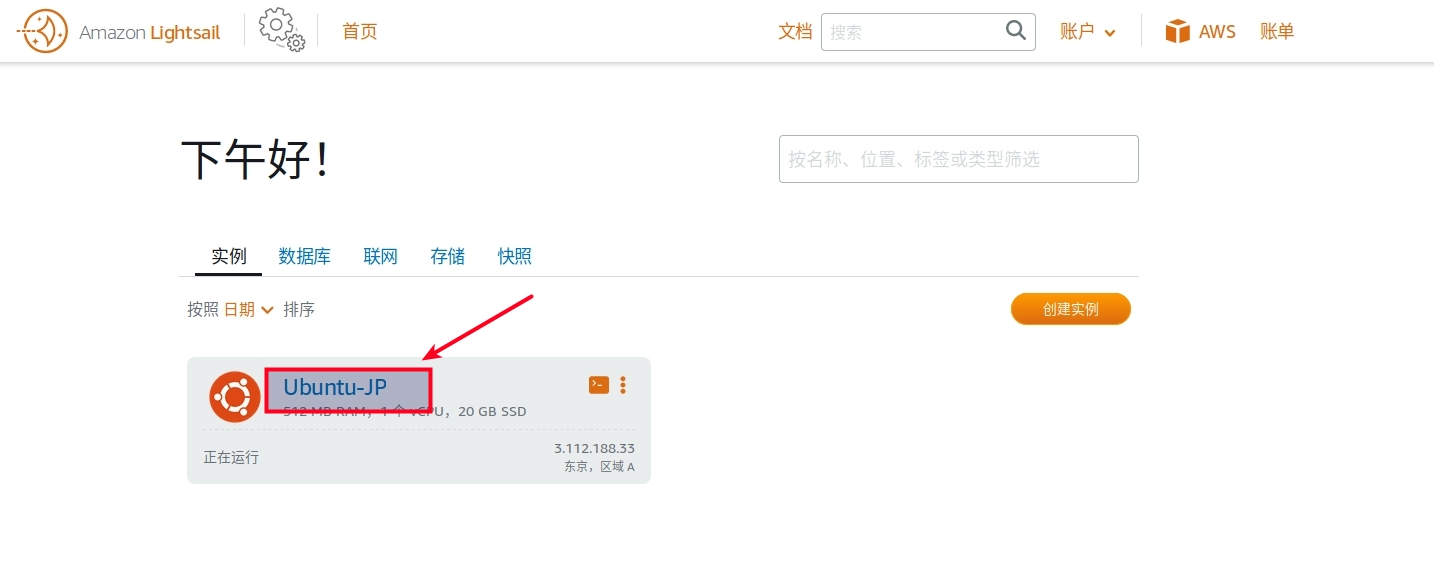 Amazon Lightsail 首页 文档 搜索 账户 AWS 账单
下午好！
按名称、位置、标签或类型筛选
实例 数据库 联网 存储 快照
按照 日期 排序 创建实例
Ubuntu-JP
512 MB RAM，1 个 vCPU，20 GB SSD
3.112.188.33
正在运行
东京，区域 A